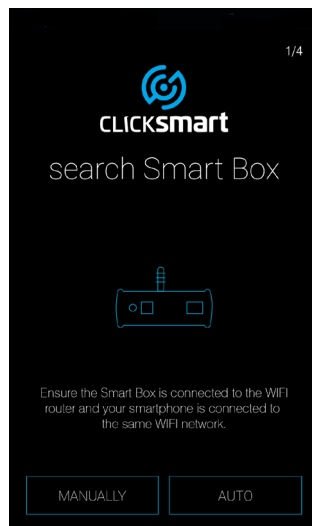 1/4
CLICKsmart
search Smart Box
Ensure the Smart Box is connected to the WIFI
router and your smartphone is connected to
the same WIFI network.
MANUALLY AUTO